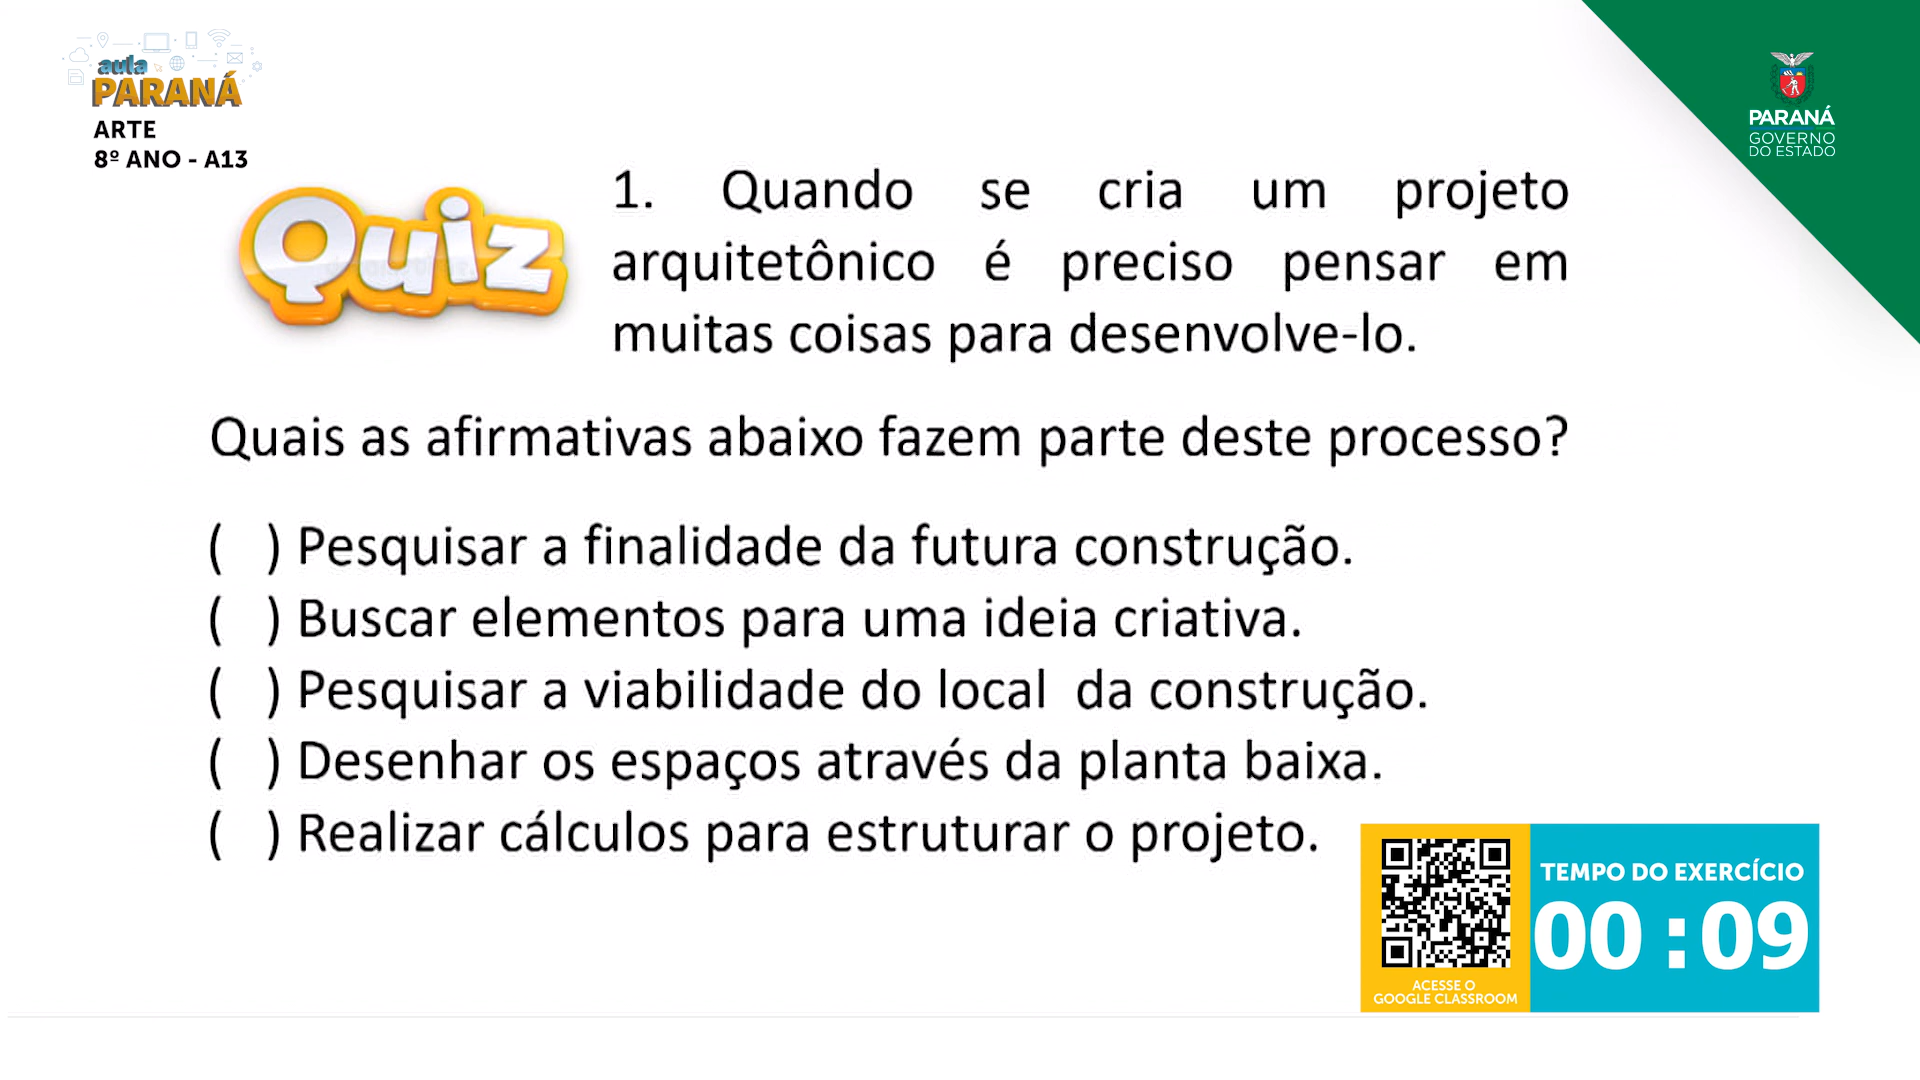 aula
PARANÁ
ARTE
8º ANO - A13
PARANÁ
GOVERNO
DO ESTADO
Quiz
1. Quando se cria um projeto
arquitetônico é preciso pensar em
muitas coisas para desenvolve-lo.
Quais as afirmativas abaixo fazem parte deste processo?
( ) Pesquisar a finalidade da futura construção.
( ) Buscar elementos para uma ideia criativa.
( ) Pesquisar a viabilidade do local da construção.
( ) Desenhar os espaços através da planta baixa.
( ) Realizar cálculos para estruturar o projeto.
ACESSE O
GOOGLE CLASSROOM
TEMPO DO EXERCÍCIO
00:09